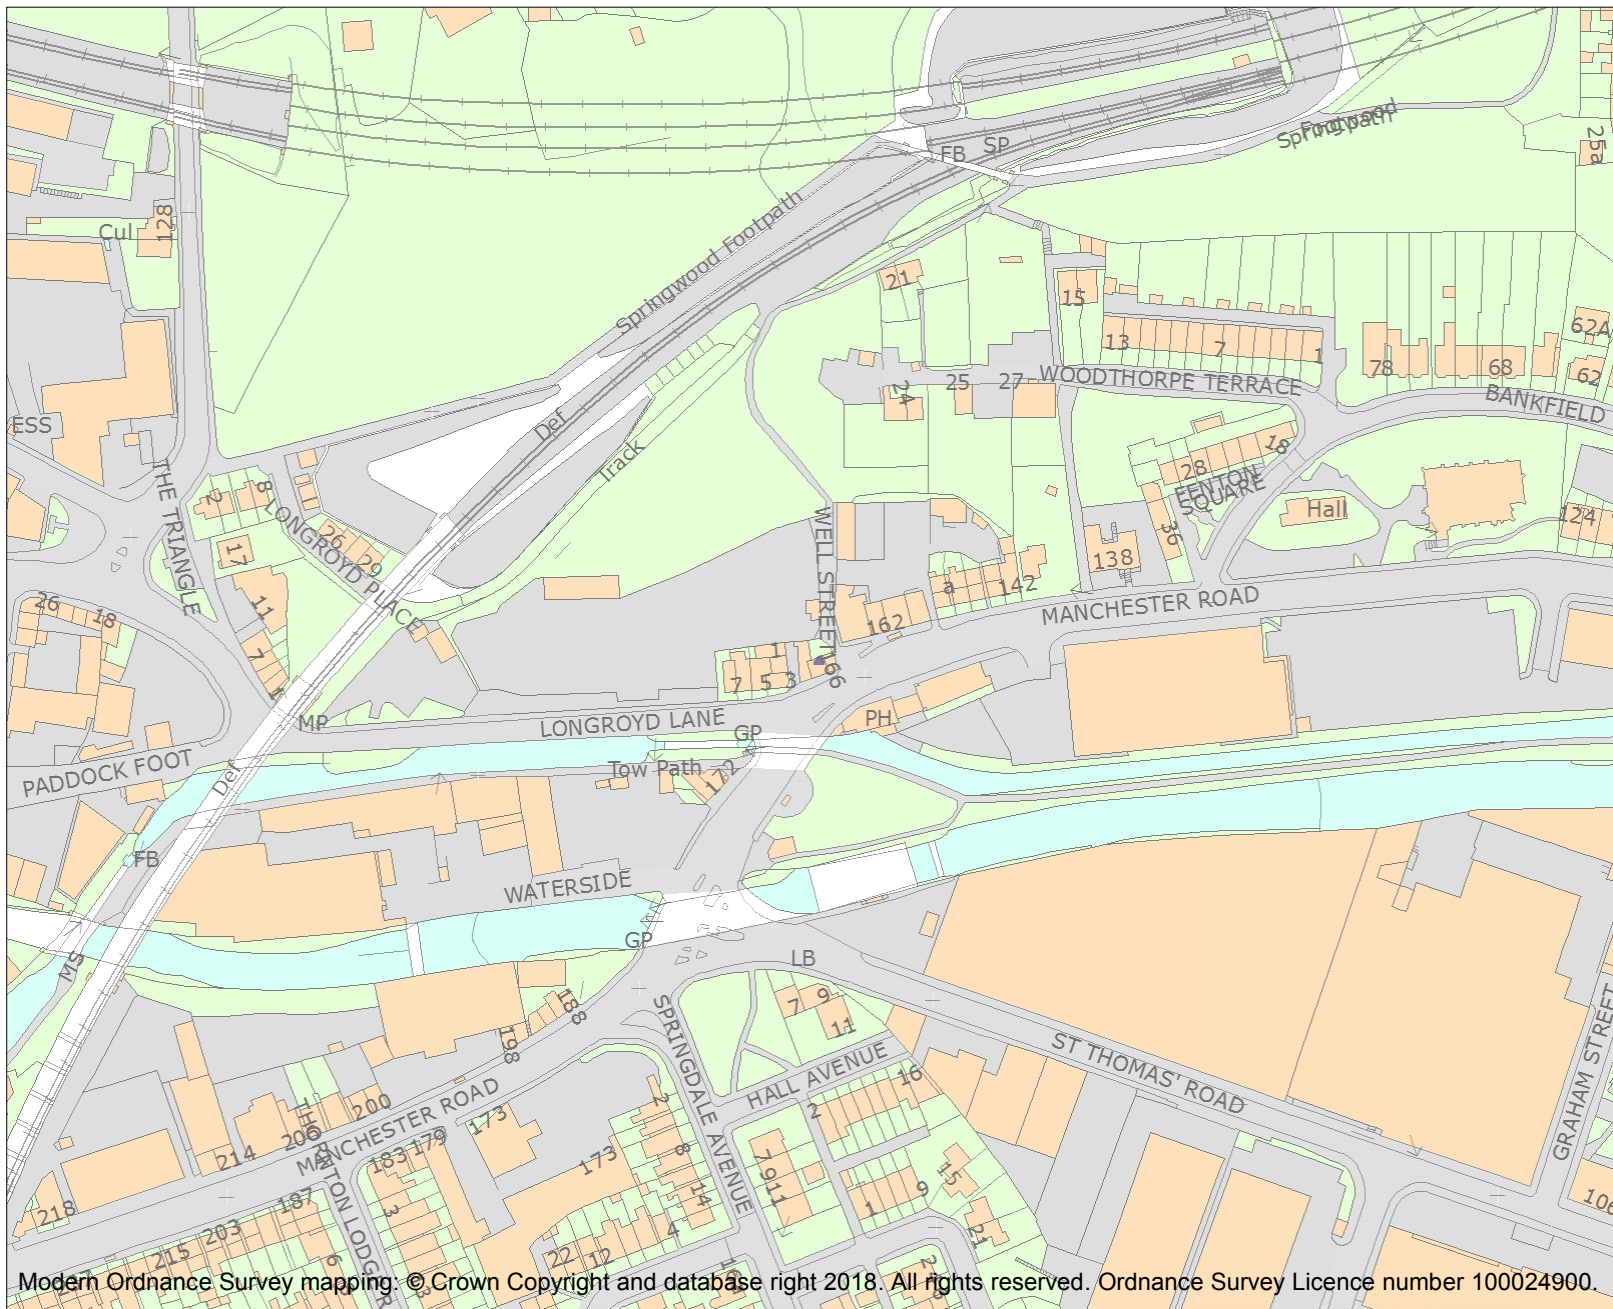 Springwood
Footpath
25a
FB
SP
128
Cul
Springwood Footpath
21
15
62A
13
7
1
78
68
62
24
25
27
WOODTHORPE TERRACE
BANKFIELD
ESS
Def
Track
THE TRIANGLE
2
8
LONGROYD PLACE
26
29
17
WELL STREET
28
18
FENTON
SQUARE
36
Hall
124
138
11
26
18
a
142
MANCHESTER ROAD
162
7
1
1
7
5
3
166
MP
LONGROYD LANE
GP
PH
PADDOCK FOOT
Def
Tow Path
172
FB
WATERSIDE
MS
GP
LB
188
198
SPRINGDALE AVENUE
7
9
11
ST THOMAS' ROAD
GRAHAM STREET
HALL AVENUE
16
2
200
206
214
MANCHESTER ROAD
THORNTON LODGE R
183
179
173
173
2
8
14
7
9
11
15
9
1
21
218
187
203
215
3
6
22
12
4
106
Modern Ordnance Survey mapping: © Crown Copyright and database right 2018. All rights reserved. Ordnance Survey Licence number 100024900.